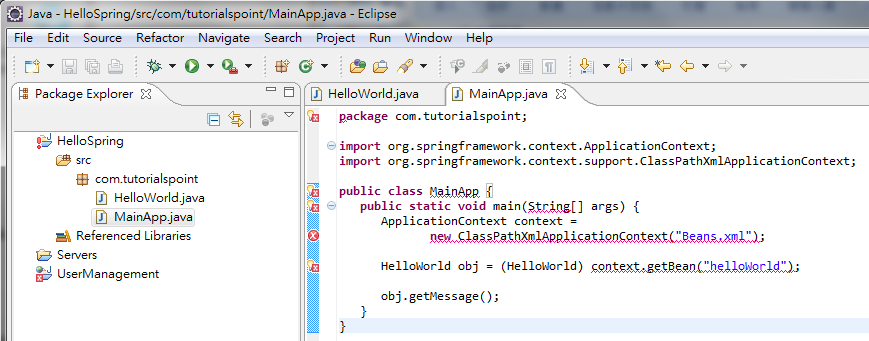 Java - HelloSpring/src/com/tutorialspoint/MainApp.java - Eclipse
File Edit Source Refactor Navigate Search Project Run Window Help
Package Explorer
HelloSpring
src
com.tutorialspoint
HelloWorld.java
MainApp.java
Referenced Libraries
Servers
UserManagement
HelloWorld.java MainApp.java
package com.tutorialspoint;
import org.springframework.context.ApplicationContext;
import org.springframework.context.support.ClassPathXmlApplicationContext;
public class MainApp {
public static void main(String[] args) {
ApplicationContext context =
new ClassPathXmlApplicationContext("Beans.xml");
HelloWorld obj = (HelloWorld) context.getBean("helloWorld");
obj.getMessage();
}
}